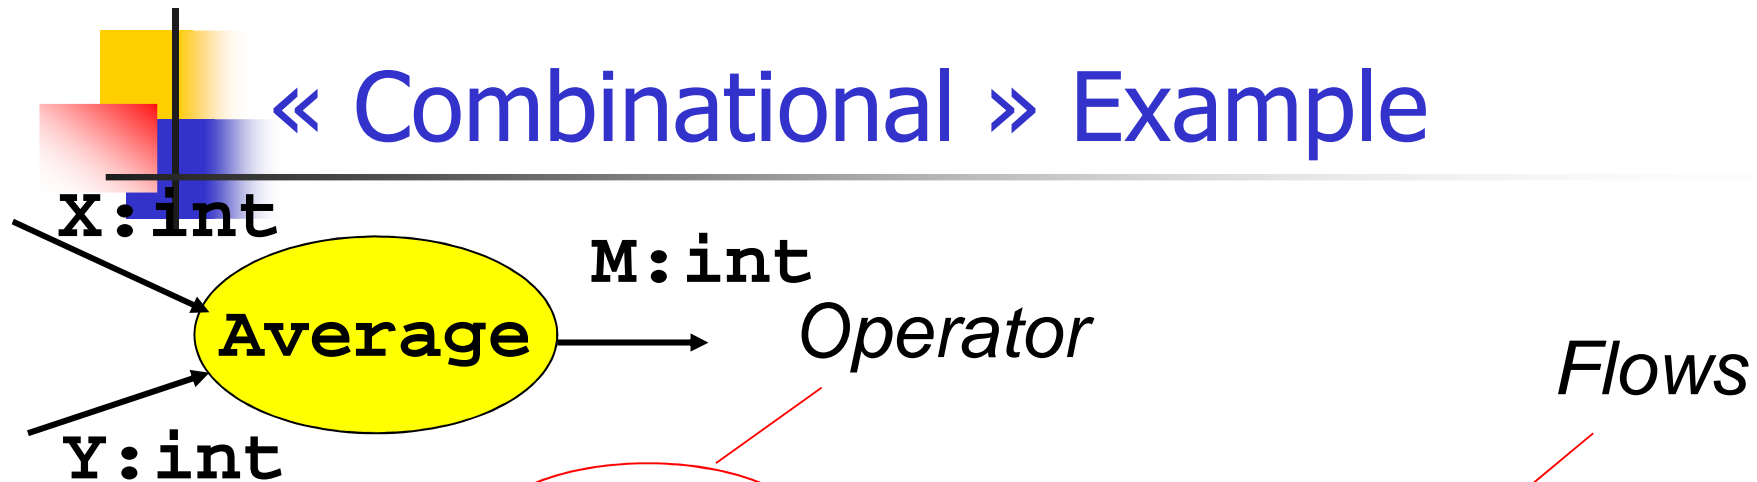 « Combinational » Example
X:int
M:int
Average
Operator
Flows
Y:int